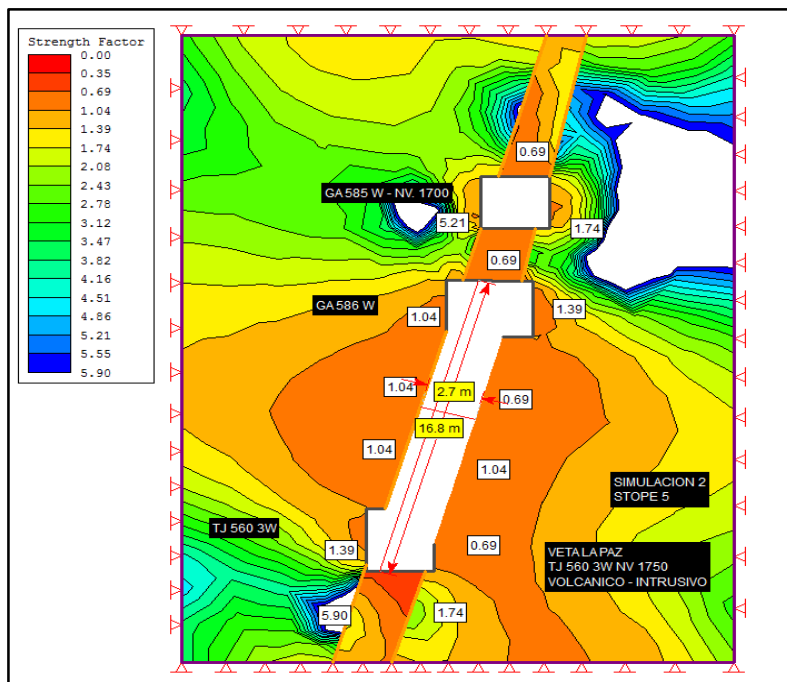 Strength Factor
0.00
0.35
0.69
1.04
1.39
1.74
2.08
2.43
2.78
3.12
3.47
3.82
4.16
4.51
4.86
5.21
5.55
5.90
0.69
GA 585 W - NV. 1700
5.21
1.74
0.69
GA 586 W
1.04
1.39
1.04
2.7 m
0.69
16.8 m
1.04
1.04
SIMULACION 2
STOPE 5
TJ 560 3W
1.39
0.69
VETA LA PAZ
TJ 560 3W NV 1750
VOLCANICO - INTRUSIVO
5.90
1.74